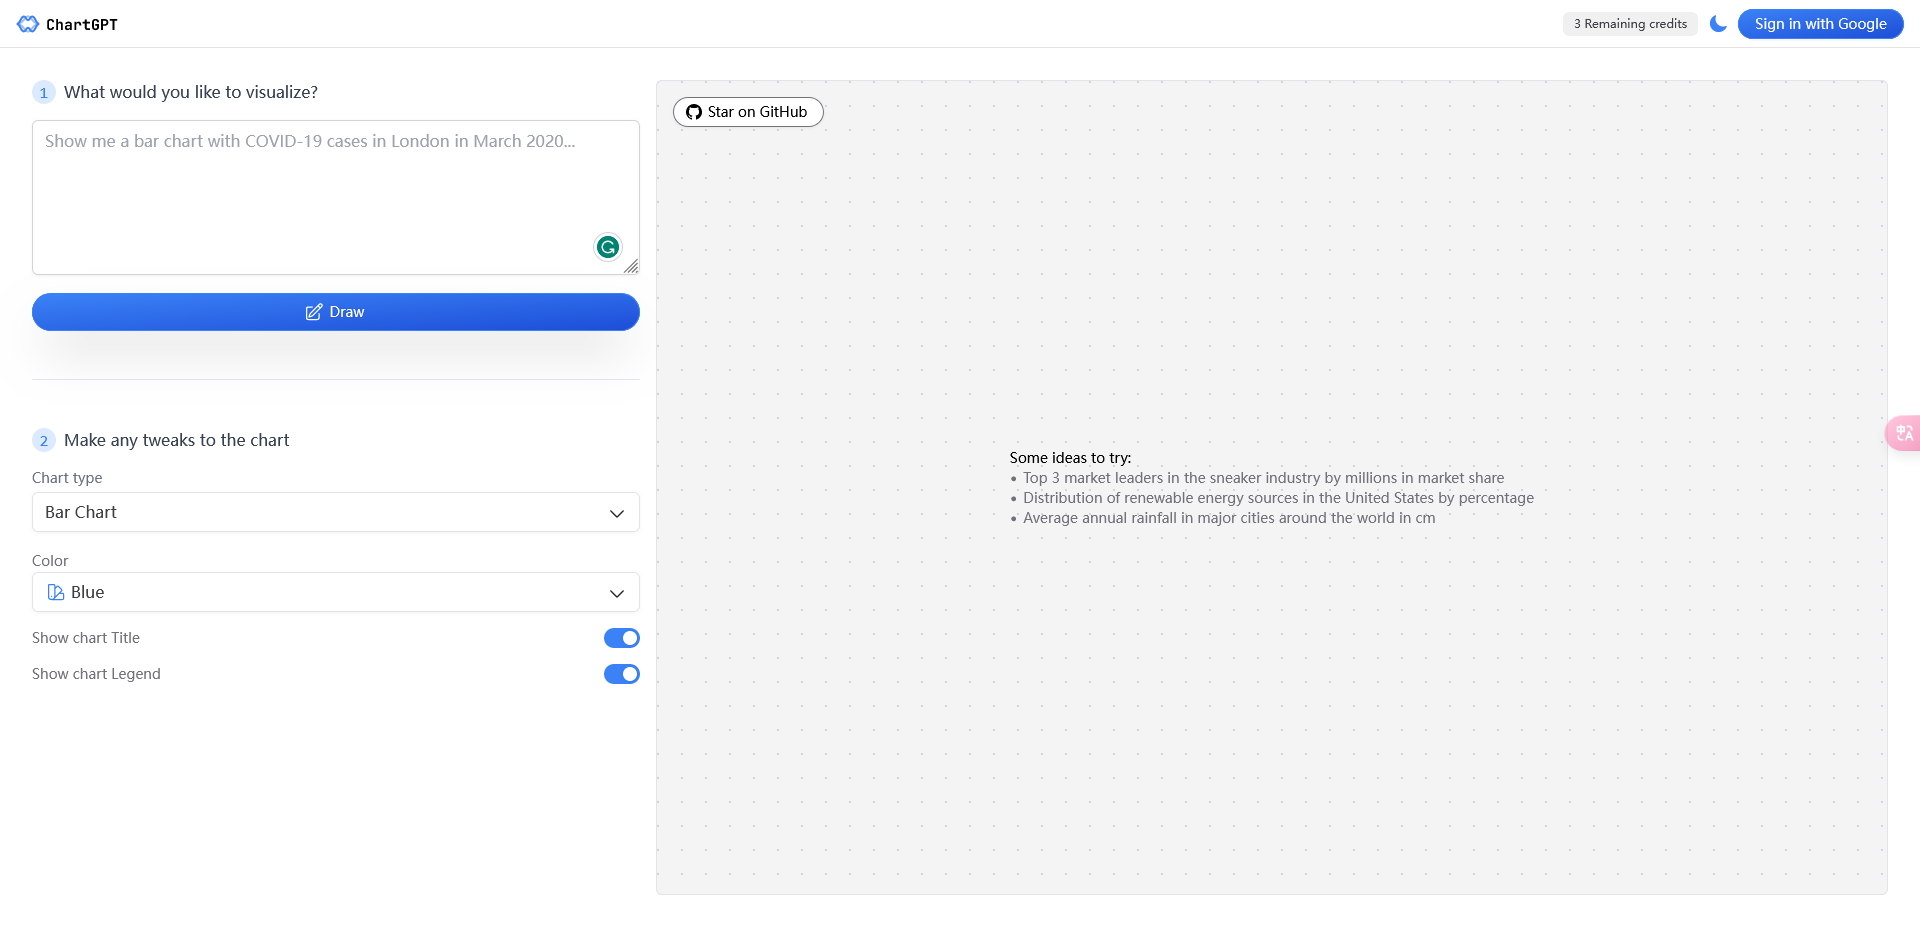 ChartGPT
3 Remaining credits
Sign in with Google
1 What would you like to visualize?
Show me a bar chart with COVID-19 cases in London in March 2020...
Draw
2 Make any tweaks to the chart
Chart type
Bar Chart
Color
Blue
Show chart Title
Show chart Legend
Star on GitHub
Some ideas to try:
• Top 3 market leaders in the sneaker industry by millions in market share
• Distribution of renewable energy sources in the United States by percentage
• Average annual rainfall in major cities around the world in cm